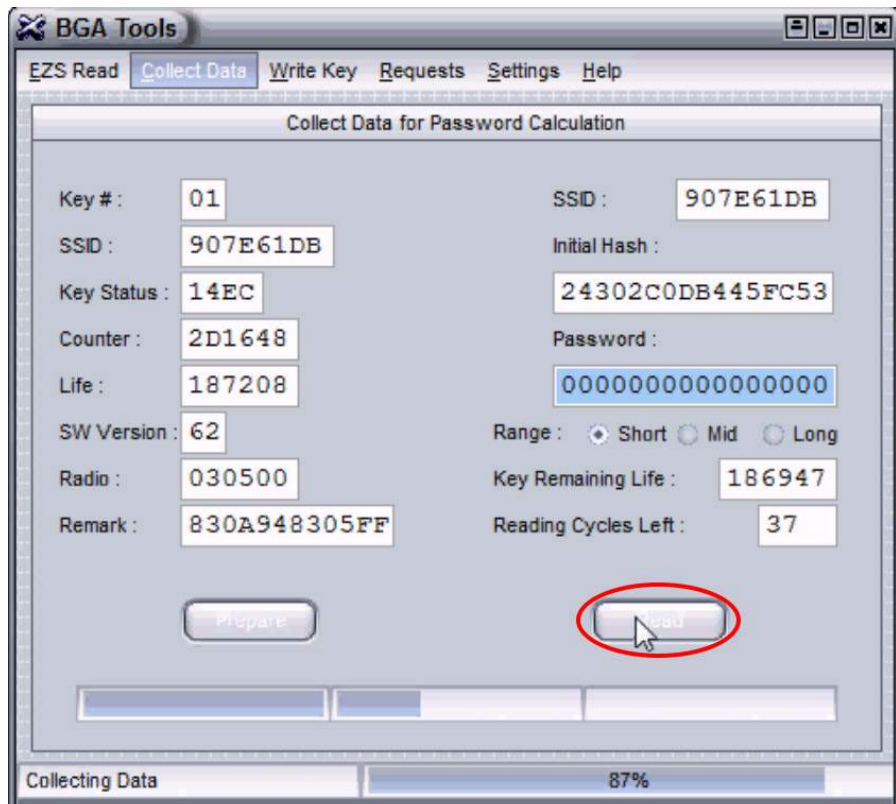 BGA Tools
EZS Read Collect Data Write Key Requests Settings Help
Collect Data for Password Calculation
Key # : 01
SSID : 907E61DB
Key Status : 14EC
Counter : 2D1648
Life : 187208
SW Version : 62
Radio : 030500
Remark : 830A948305FF
Prepare
SSID : 907E61DB
Initial Hash :
24302C0DB445FC53
Password :
0000000000000000
Range : Short Mid Long
Key Remaining Life : 186947
Reading Cycles Left : 37
Read
Collecting Data 87%